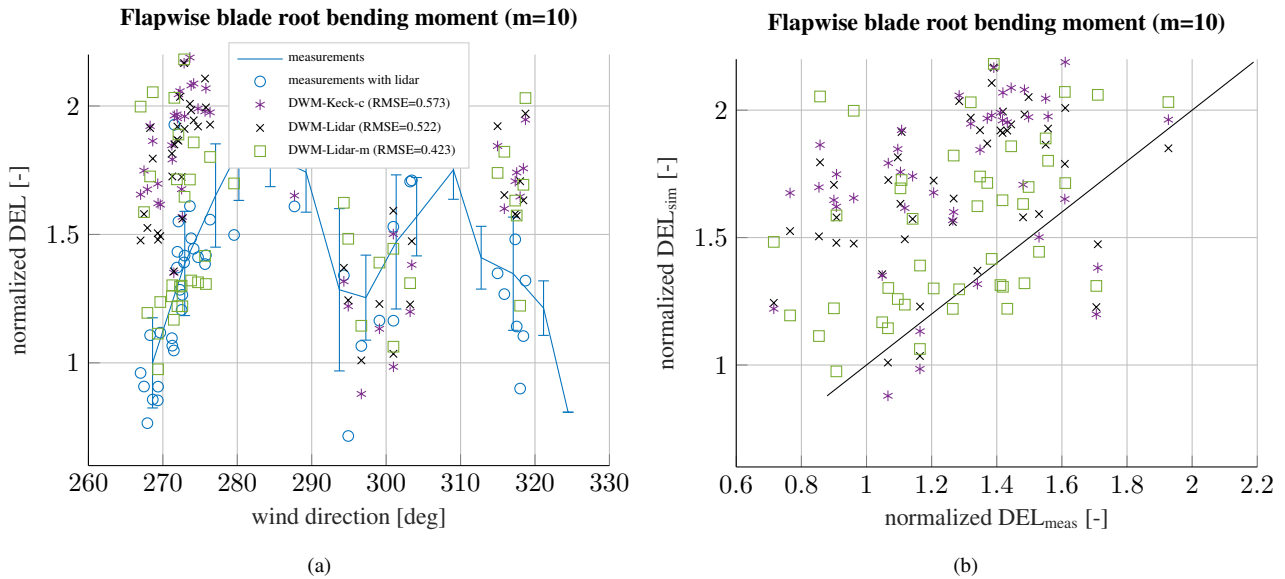 Flapwise blade root bending moment (m=10)
measurements
measurements with lidar
DWM-Keck-c (RMSE=0.573)
DWM-Lidar (RMSE=0.522)
DWM-Lidar-m (RMSE=0.423)
2
1.5
1
normalized DEL [-]
260 270 280 290 300 310 320 330
wind direction [deg]
(a)
Flapwise blade root bending moment (m=10)
2
1.5
1
normalized DELsim [-]
0.6 0.8 1 1.2 1.4 1.6 1.8 2 2.2
normalized DELmeas [-]
(b)